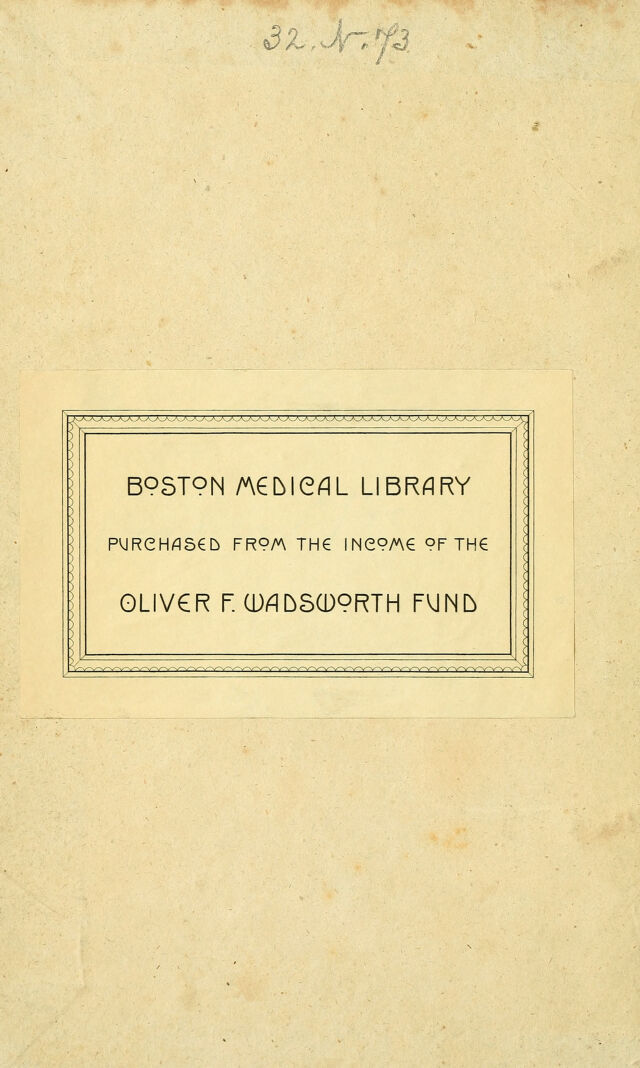 32.N.73
BOSTON MEDICAL LIBRARY
PURCHASED FROM THE INCOME OF THE
OLIVER F. WADSWORTH FUND